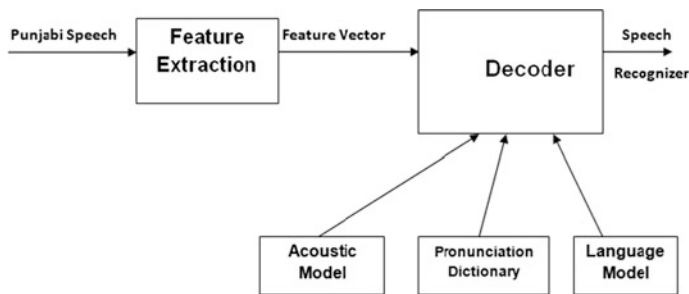 Punjabi Speech
Feature
Extraction
Feature Vector
Decoder
Speech
Recognizer
Acoustic
Model
Pronunciation
Dictionary
Language
Model